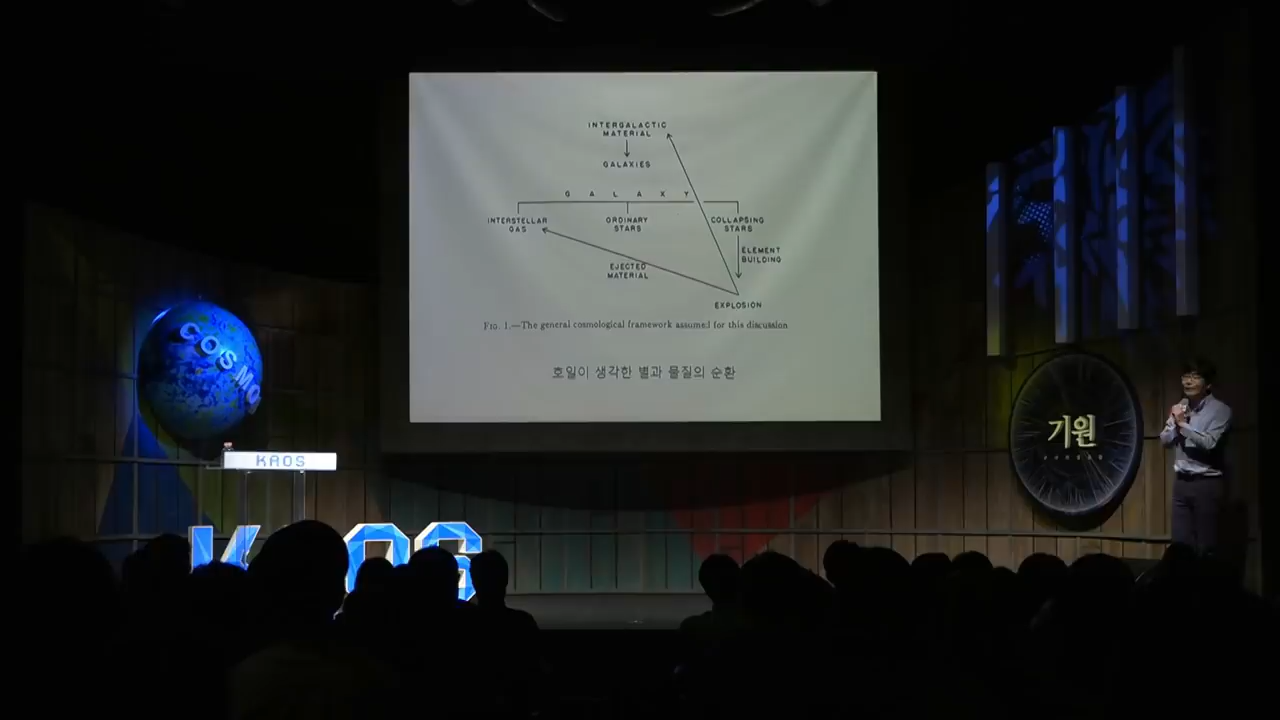 INTERGALACTIC
MATERIAL
GALAXIES
G A L A X Y
INTERSTELLAR
GAS
ORDINARY
STARS
COLLAPSING
STARS
ELEMENT
BUILDING
EJECTED
MATERIAL
EXPLOSION
FIG. 1.—The general cosmological framework assumed for this discussion
호일이 생각한 별과 물질의 순환
COSMO
기원
KAOS